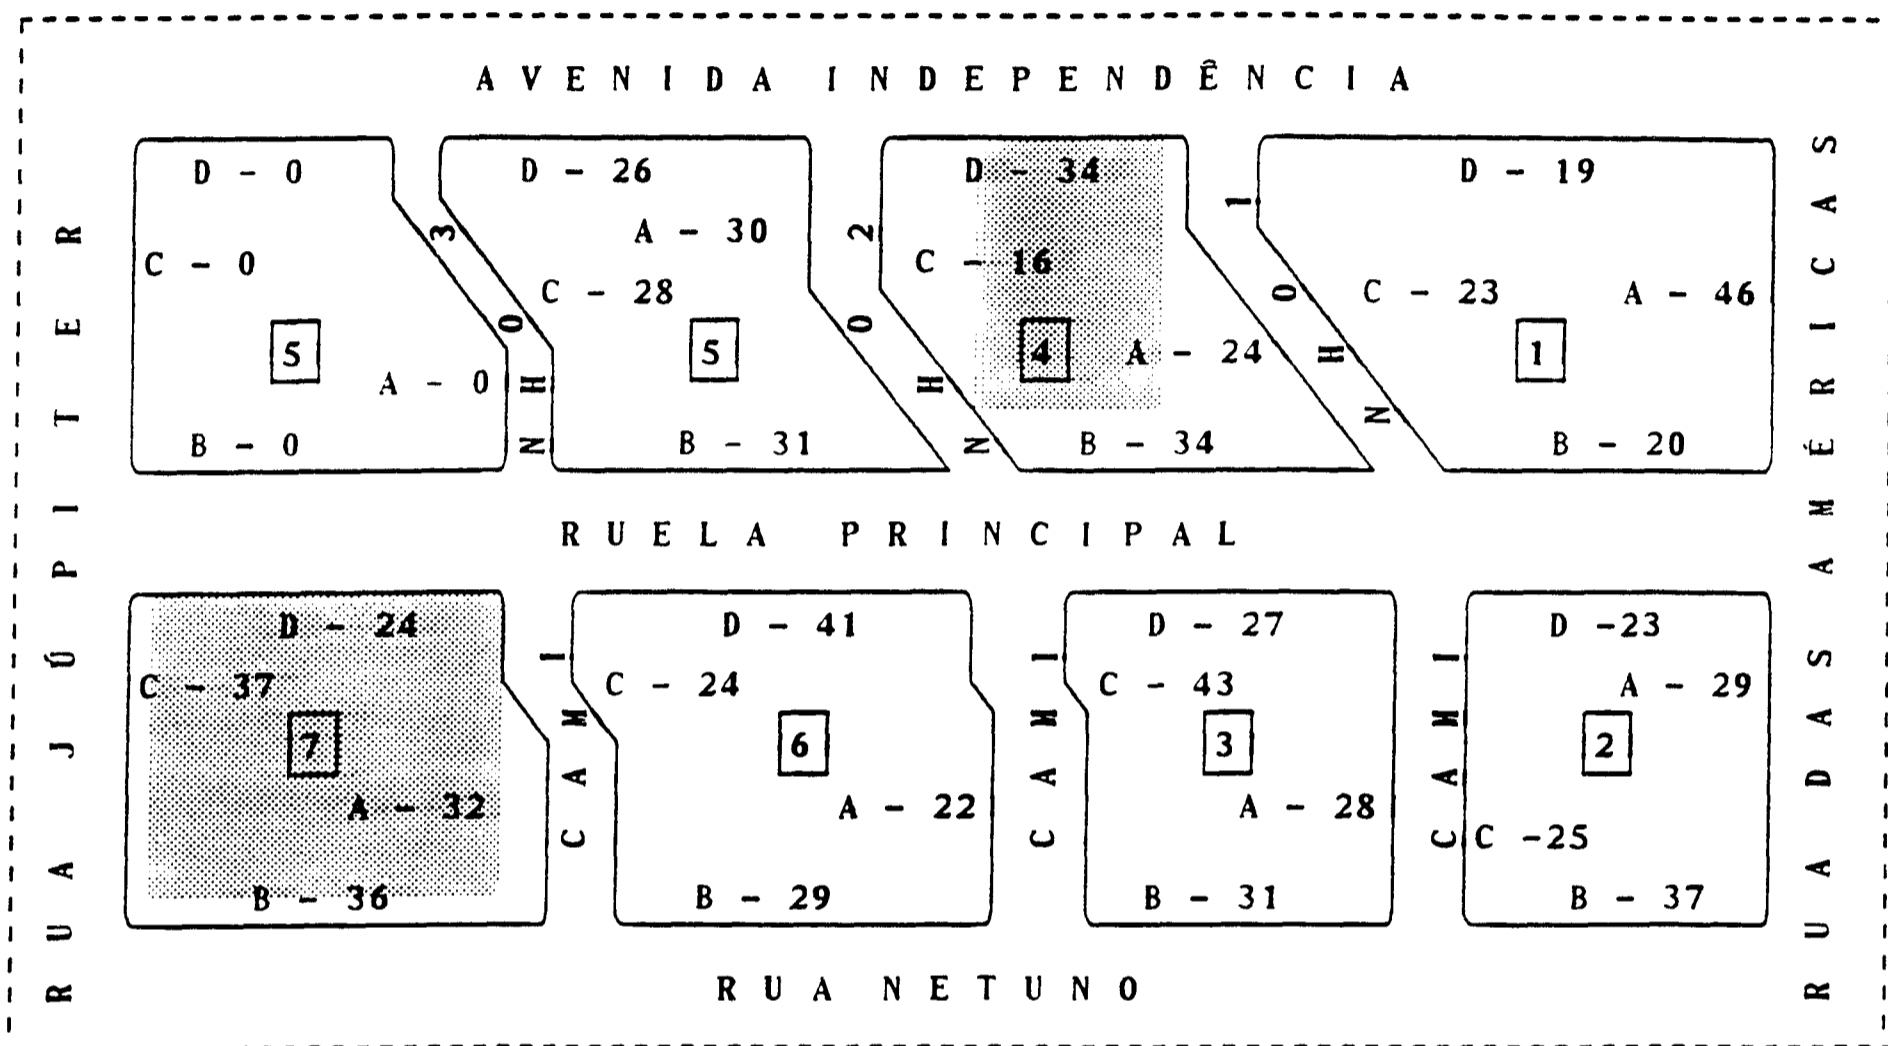 AVENIDA INDEPENDÊNCIA
D - 0
C - 0
5
A - 0
B - 0
D - 26
A - 30
C - 28
5
B - 31
D - 34
C - 16
4
A - 24
B - 34
D - 19
C - 23
A - 46
1
B - 20
RUELA PRINCIPAL
D - 24
C - 37
7
A - 32
B - 36
D - 41
C - 24
6
A - 22
B - 29
D - 27
C - 43
3
A - 28
B - 31
D -23
A - 29
2
C -25
B - 37
RUA NETUNO
RUA JÚPITER
CAMINHO 3
CAMINHO 2
CAMINHO 1
RUA DAS AMÉRICAS